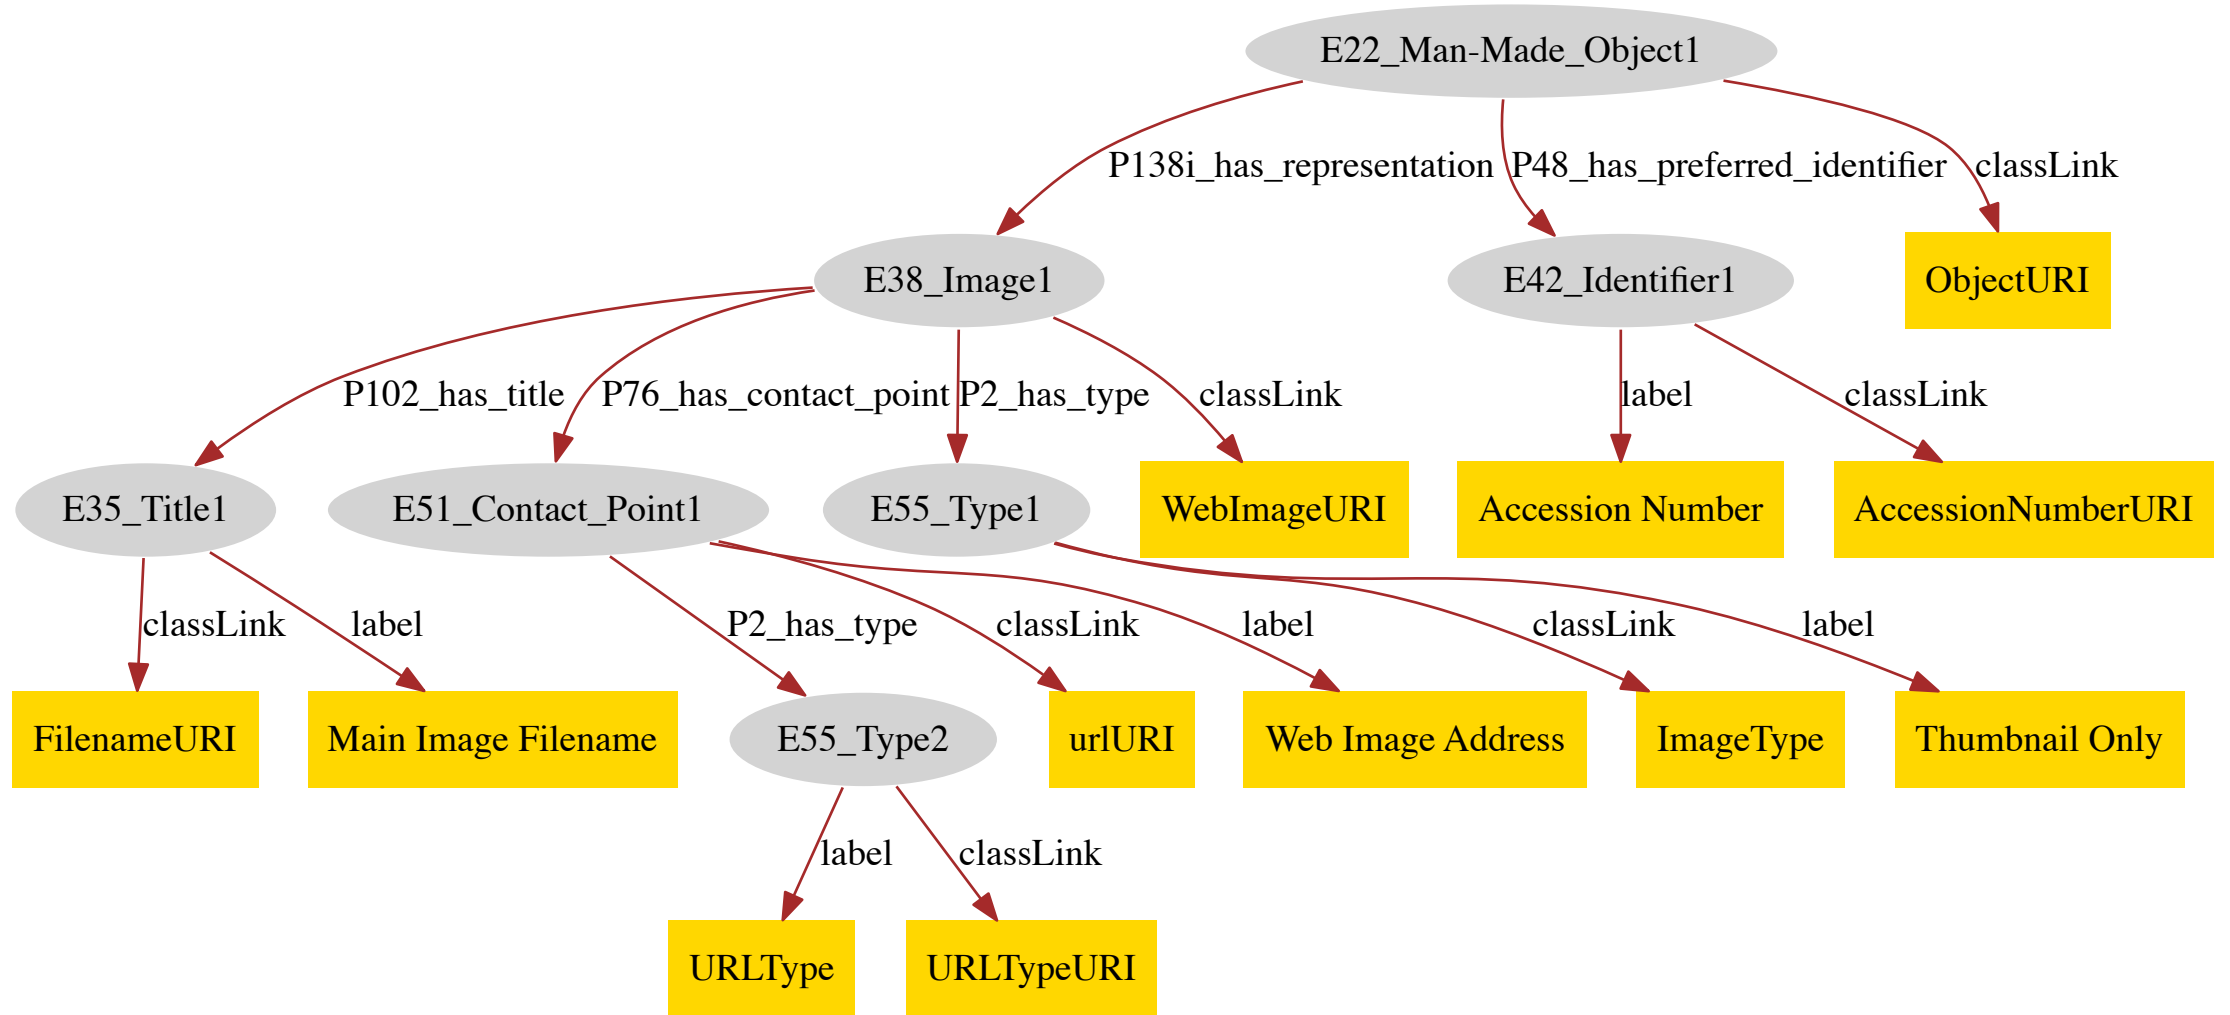 E22_Man-Made_Object1
P138i_has_representation
P48_has_preferred_identifier
classLink
E38_Image1
E42_Identifier1
ObjectURI
P102_has_title
P76_has_contact_point
P2_has_type
classLink
label
classLink
E35_Title1
E51_Contact_Point1
E55_Type1
WebImageURI
Accession Number
AccessionNumberURI
classLink
label
P2_has_type
classLink
label
classLink
label
FilenameURI
Main Image Filename
E55_Type2
urlURI
Web Image Address
ImageType
Thumbnail Only
label
classLink
URLType
URLTypeURI